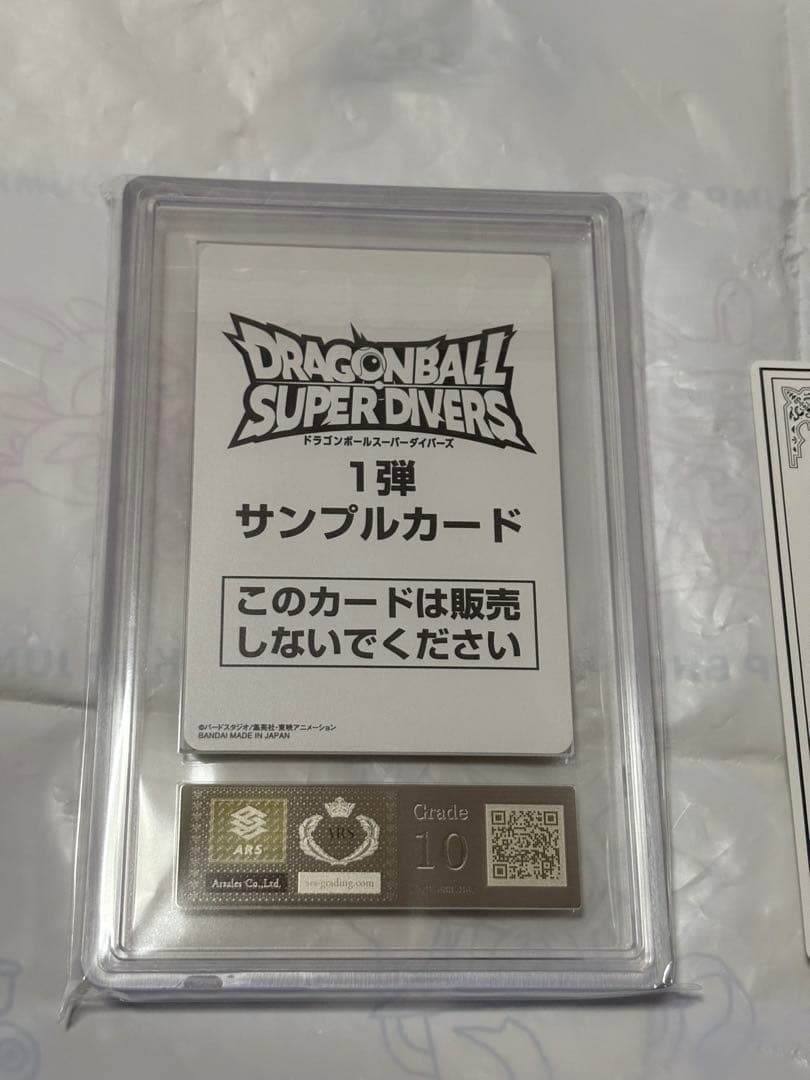 DRAGONBALL
SUPER DIVERS
ドラゴンボールスーパーダイバーズ
1弾
サンプルカード
このカードは販売
しないでください
©バードスタジオ/集英社・東映アニメーション
BANDAI MADE IN JAPAN
ARS
ARS
Grade
10
Arsales Co.,Ltd.
ars-grading.com